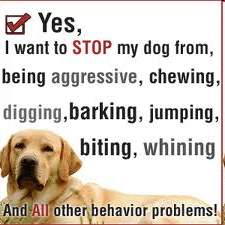 Yes,
I want to STOP my dog from,
being aggressive, chewing,
digging, barking, jumping,
biting, whining
And All other behavior problems!